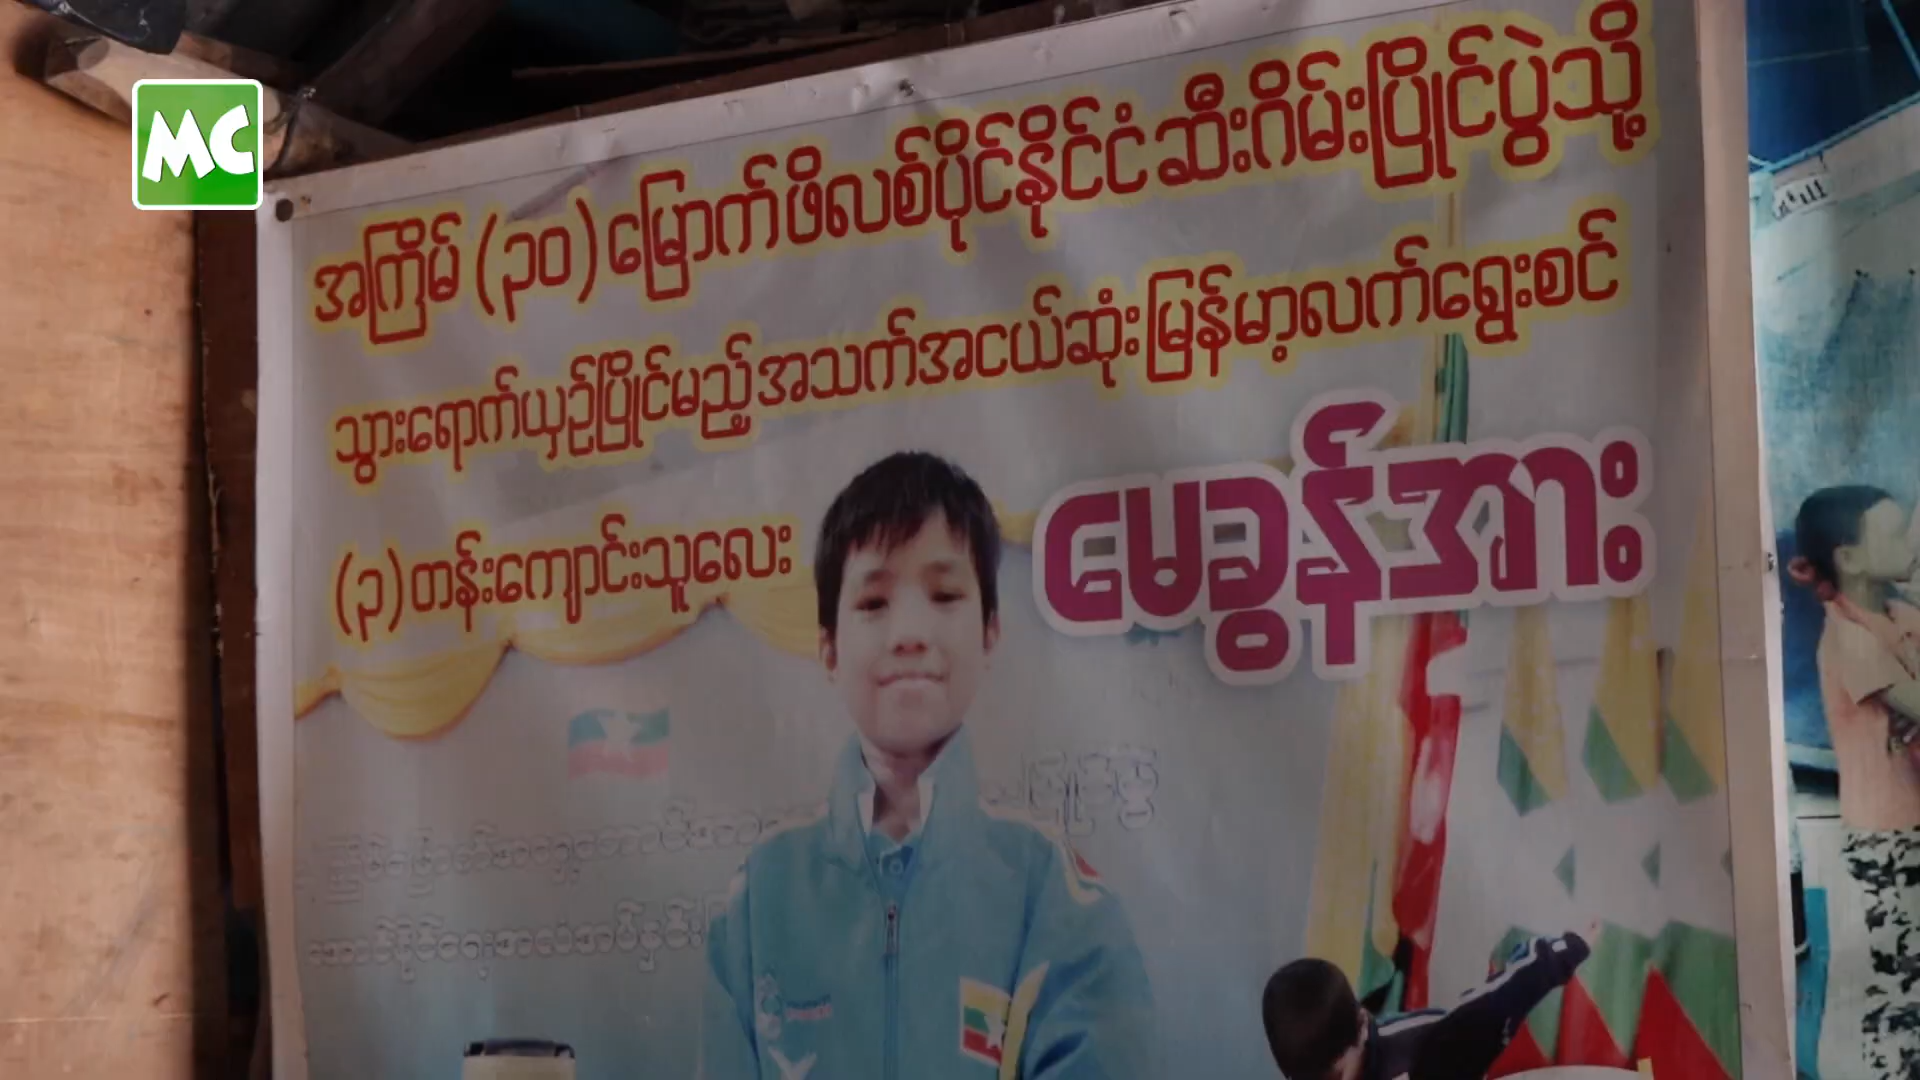 MC
အကြိမ် (၃၀) မြောက် ဖိလစ်ပိုင်နိုင်ငံ ဆီးဂိမ်းပြိုင်ပွဲသို့
သွားရောက်ယှဉ်ပြိုင်မည့် အသက်အငယ်ဆုံး မြန်မာ့လက်ရွေးစင်
(၃) တန်းကျောင်းသူလေး
မေခွန်အား